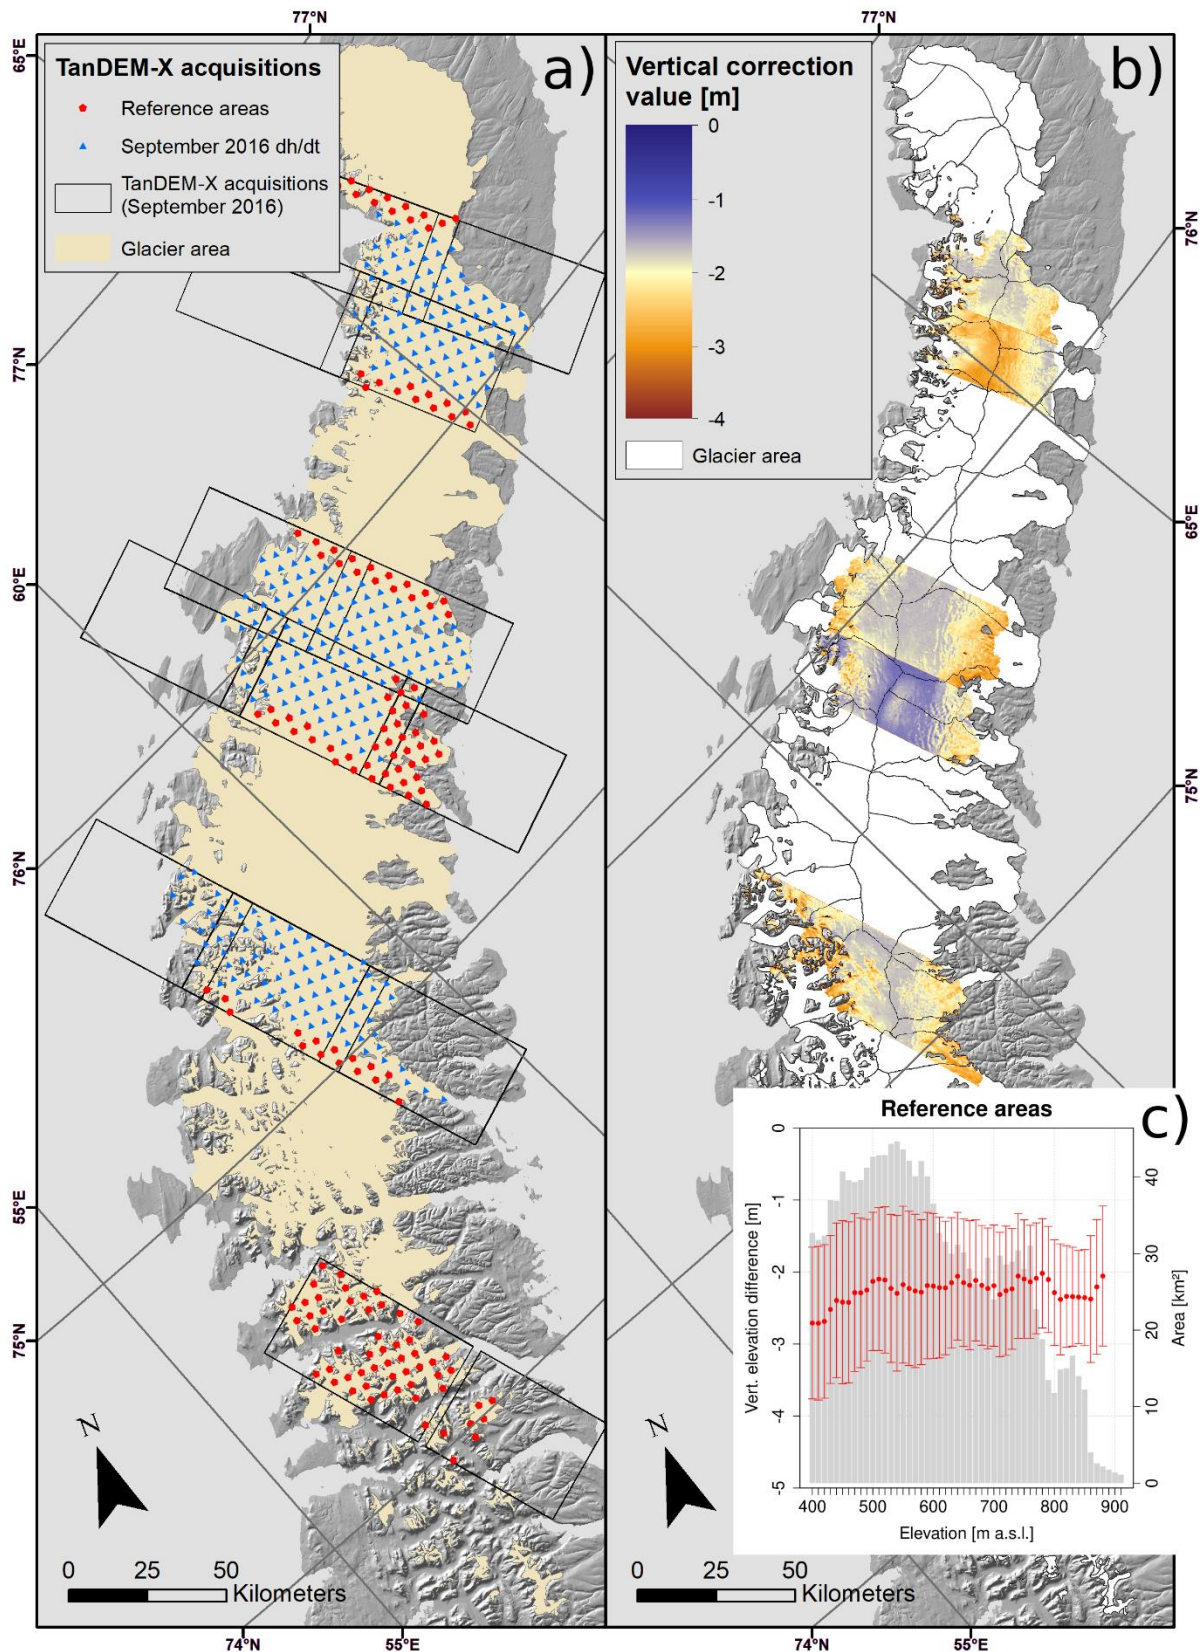 77°N
77°N
65°E
TanDEM-X acquisitions
Reference areas
September 2016 dh/dt
TanDEM-X acquisitions
(September 2016)
Glacier area
a)
77°N
60°E
76°N
55°E
75°N
N
0 25 50
Kilometers
74°N
55°E
b)
Vertical correction
value [m]
0
-1
-2
-3
-4
Glacier area
76°N
65°E
75°N
N
0 25 50
Kilometers
74°N
55°E
c)
Reference areas
Vert. elevation difference [m]
0
-1
-2
-3
-4
-5
Area [km²]
40
30
20
10
0
400 500 600 700 800 900
Elevation [m a.s.l.]